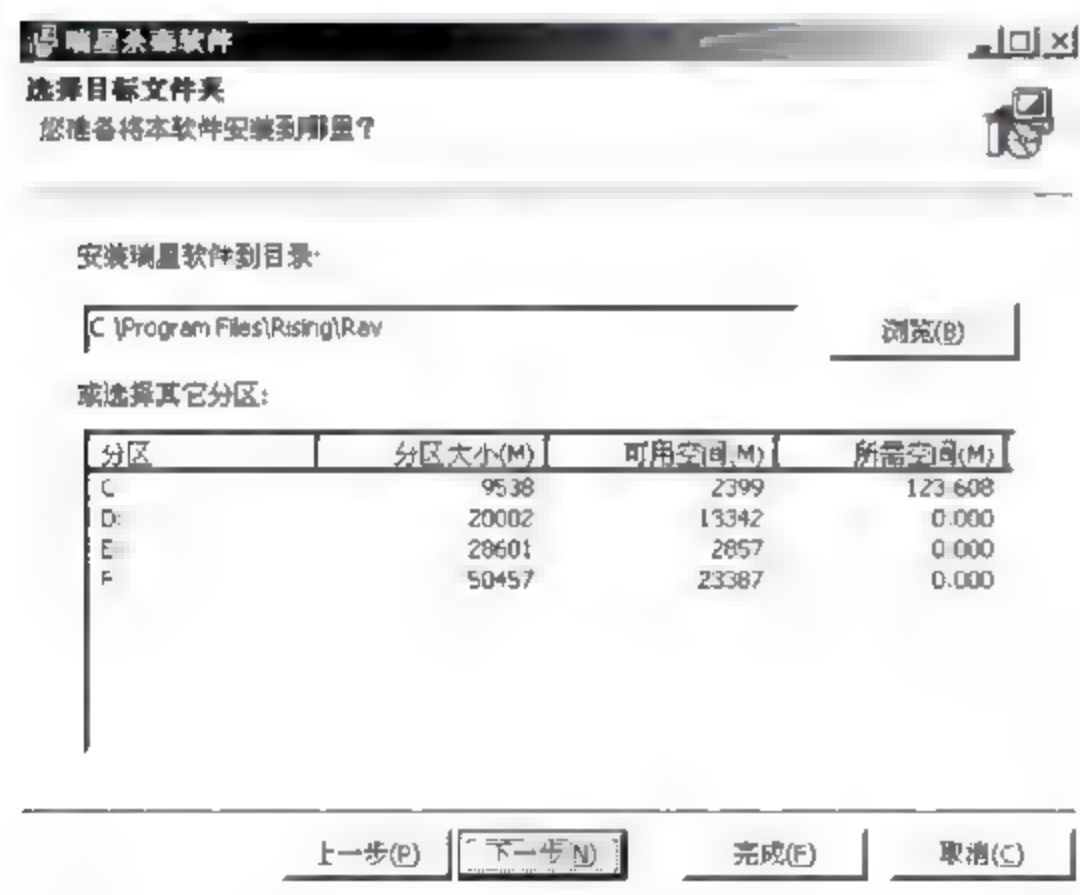 瑞星杀毒软件
选择目标文件夹
您准备将本软件安装到哪里?
安装瑞星软件到目录:
C:\Program Files\Rising\Rav
浏览(B)
或选择其它分区:
分区 分区大小(M) 可用空间(M) 所需空间(M)
C: 9538 2399 123.608
D: 20002 13342 0.000
E: 28601 2857 0.000
F: 50457 23387 0.000
上一步(P) 下一步(N) 完成(F) 取消(C)